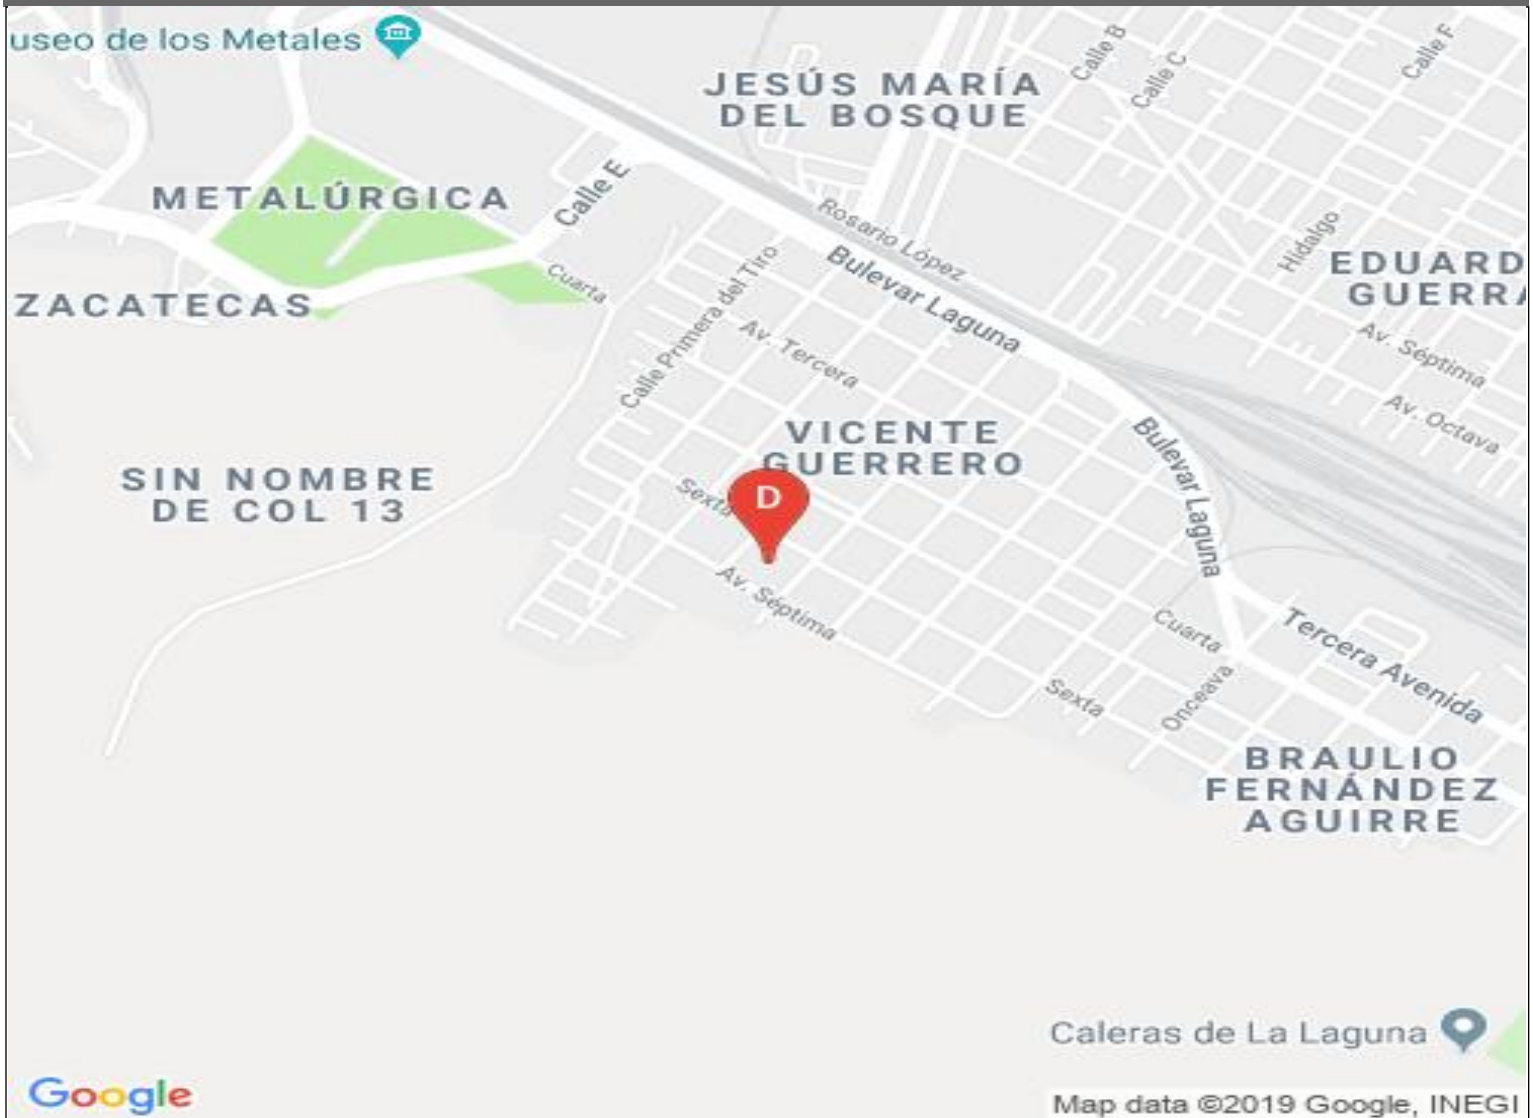 useo de los Metales
JESÚS MARÍA
DEL BOSQUE
Calle B
Calle C
Calle F
METALÚRGICA
Calle E
Rosario López
Hidalgo
EDUARD
GUERRA
Cuarta
Calle Primera del Tiro
Bulevar Laguna
ZACATECAS
Av. Tercera
Av. Séptima
Av. Octava
VICENTE
GUERRERO
Bulevar Laguna
SIN NOMBRE
DE COL 13
Sexta
D
Av. Séptima
Cuarta
Tercera Avenida
Sexta
Onceava
BRAULIO
FERNÁNDEZ
AGUIRRE
Caleras de La Laguna
Google
Map data ©2019 Google, INEGI